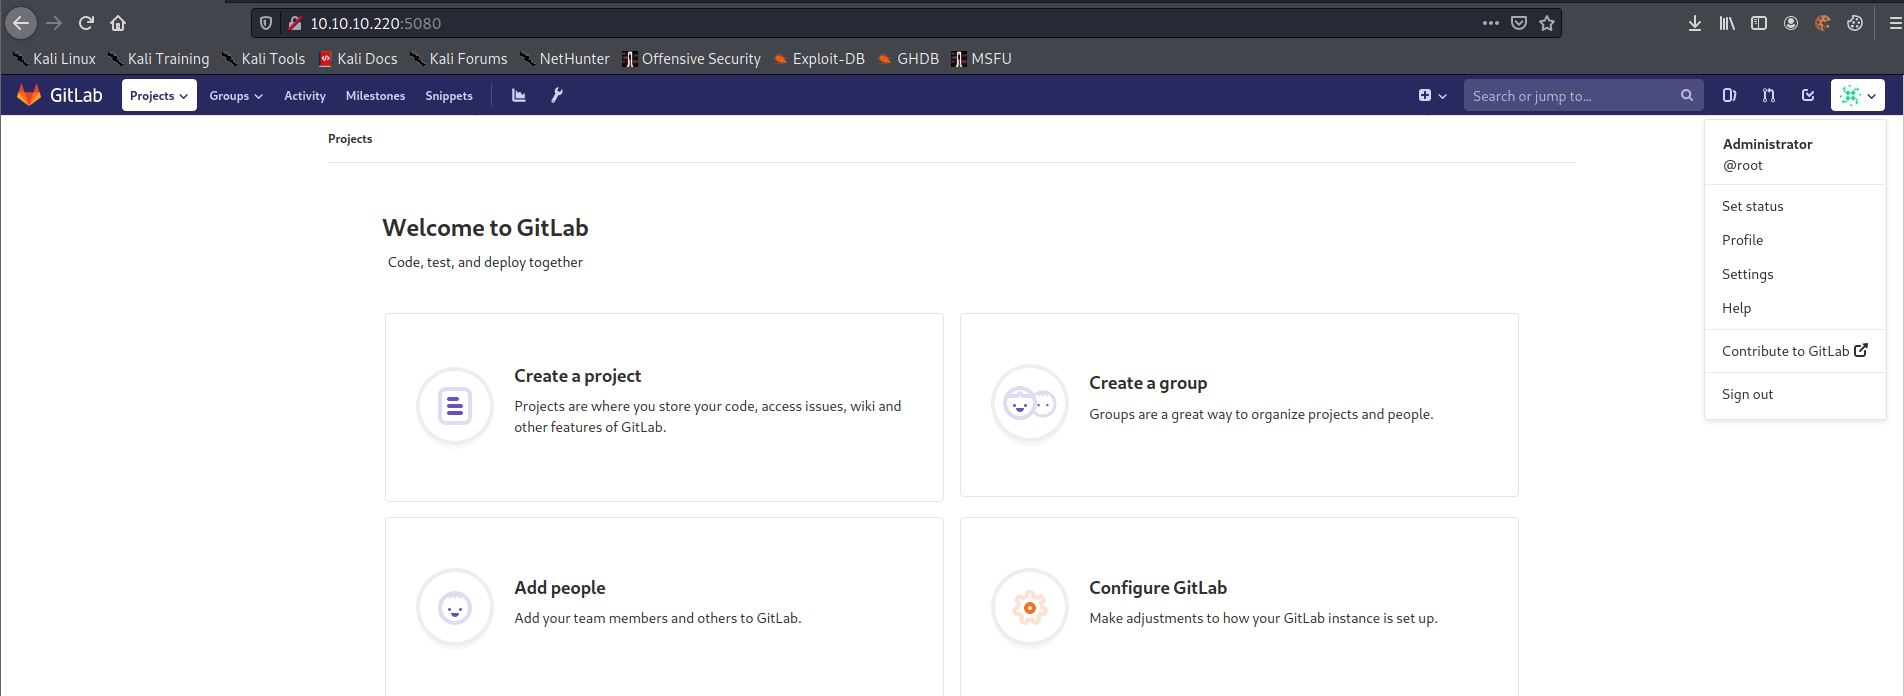 10.10.10.220:5080
Kali Linux Kali Training Kali Tools Kali Docs Kali Forums NetHunter Offensive Security Exploit-DB GHDB MSFU
GitLab Projects Groups Activity Milestones Snippets Search or jump to...
Projects
Administrator
@root
Set status
Profile
Settings
Help
Contribute to GitLab
Sign out
Welcome to GitLab
Code, test, and deploy together
Create a project
Projects are where you store your code, access issues, wiki and
other features of GitLab.
Create a group
Groups are a great way to organize projects and people.
Add people
Add your team members and others to GitLab.
Configure GitLab
Make adjustments to how your GitLab instance is set up.